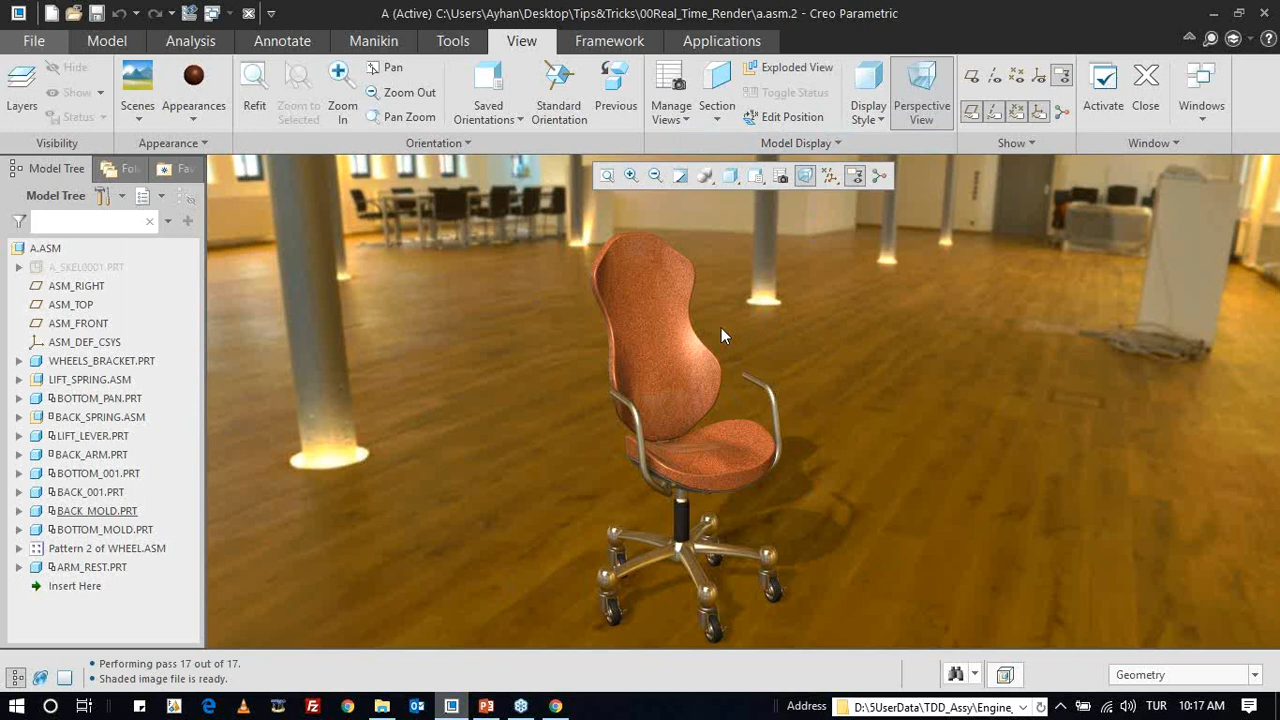 A (Active) C:\Users\Ayhan\Desktop\Tips&Tricks\00Real_Time_Render\a.asm.2 - Creo Parametric
File Model Analysis Annotate Manikin Tools View Framework Applications
Layers
Hide
Show
Status
Visibility
Scenes
Appearances
Appearance
Refit
Zoom to Selected
Zoom In
Pan
Zoom Out
Pan Zoom
Saved Orientations
Standard Orientation
Previous
Orientation
Manage Views
Section
Exploded View
Toggle Status
Edit Position
Display Style
Perspective View
Model Display
Show
Activate
Close
Windows
Window
Model Tree
Fol
Fav
Model Tree
A.ASM
A_SKEL0001.PRT
ASM_RIGHT
ASM_TOP
ASM_FRONT
ASM_DEF_CSYS
WHEELS_BRACKET.PRT
LIFT_SPRING.ASM
BOTTOM_PAN.PRT
BACK_SPRING.ASM
LIFT_LEVER.PRT
BACK_ARM.PRT
BOTTOM_001.PRT
BACK_001.PRT
BACK_MOLD.PRT
BOTTOM_MOLD.PRT
Pattern 2 of WHEEL.ASM
ARM_REST.PRT
Insert Here
• Performing pass 17 out of 17.
• Shaded image file is ready.
Geometry
Address D:\5UserData\TDD_Assy\Engine_
TUR 10:17 AM